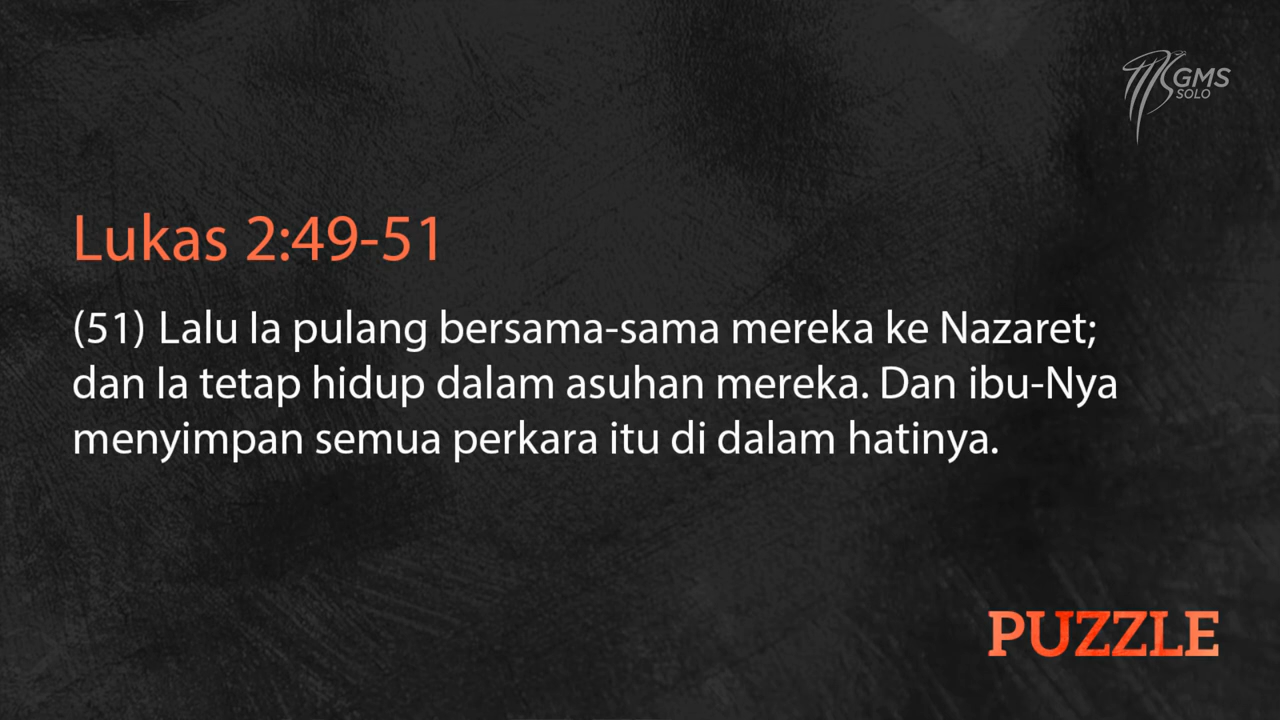 GMS
SOLO
Lukas 2:49-51
(51) Lalu Ia pulang bersama-sama mereka ke Nazaret;
dan Ia tetap hidup dalam asuhan mereka. Dan ibu-Nya
menyimpan semua perkara itu di dalam hatinya.
PUZZLE